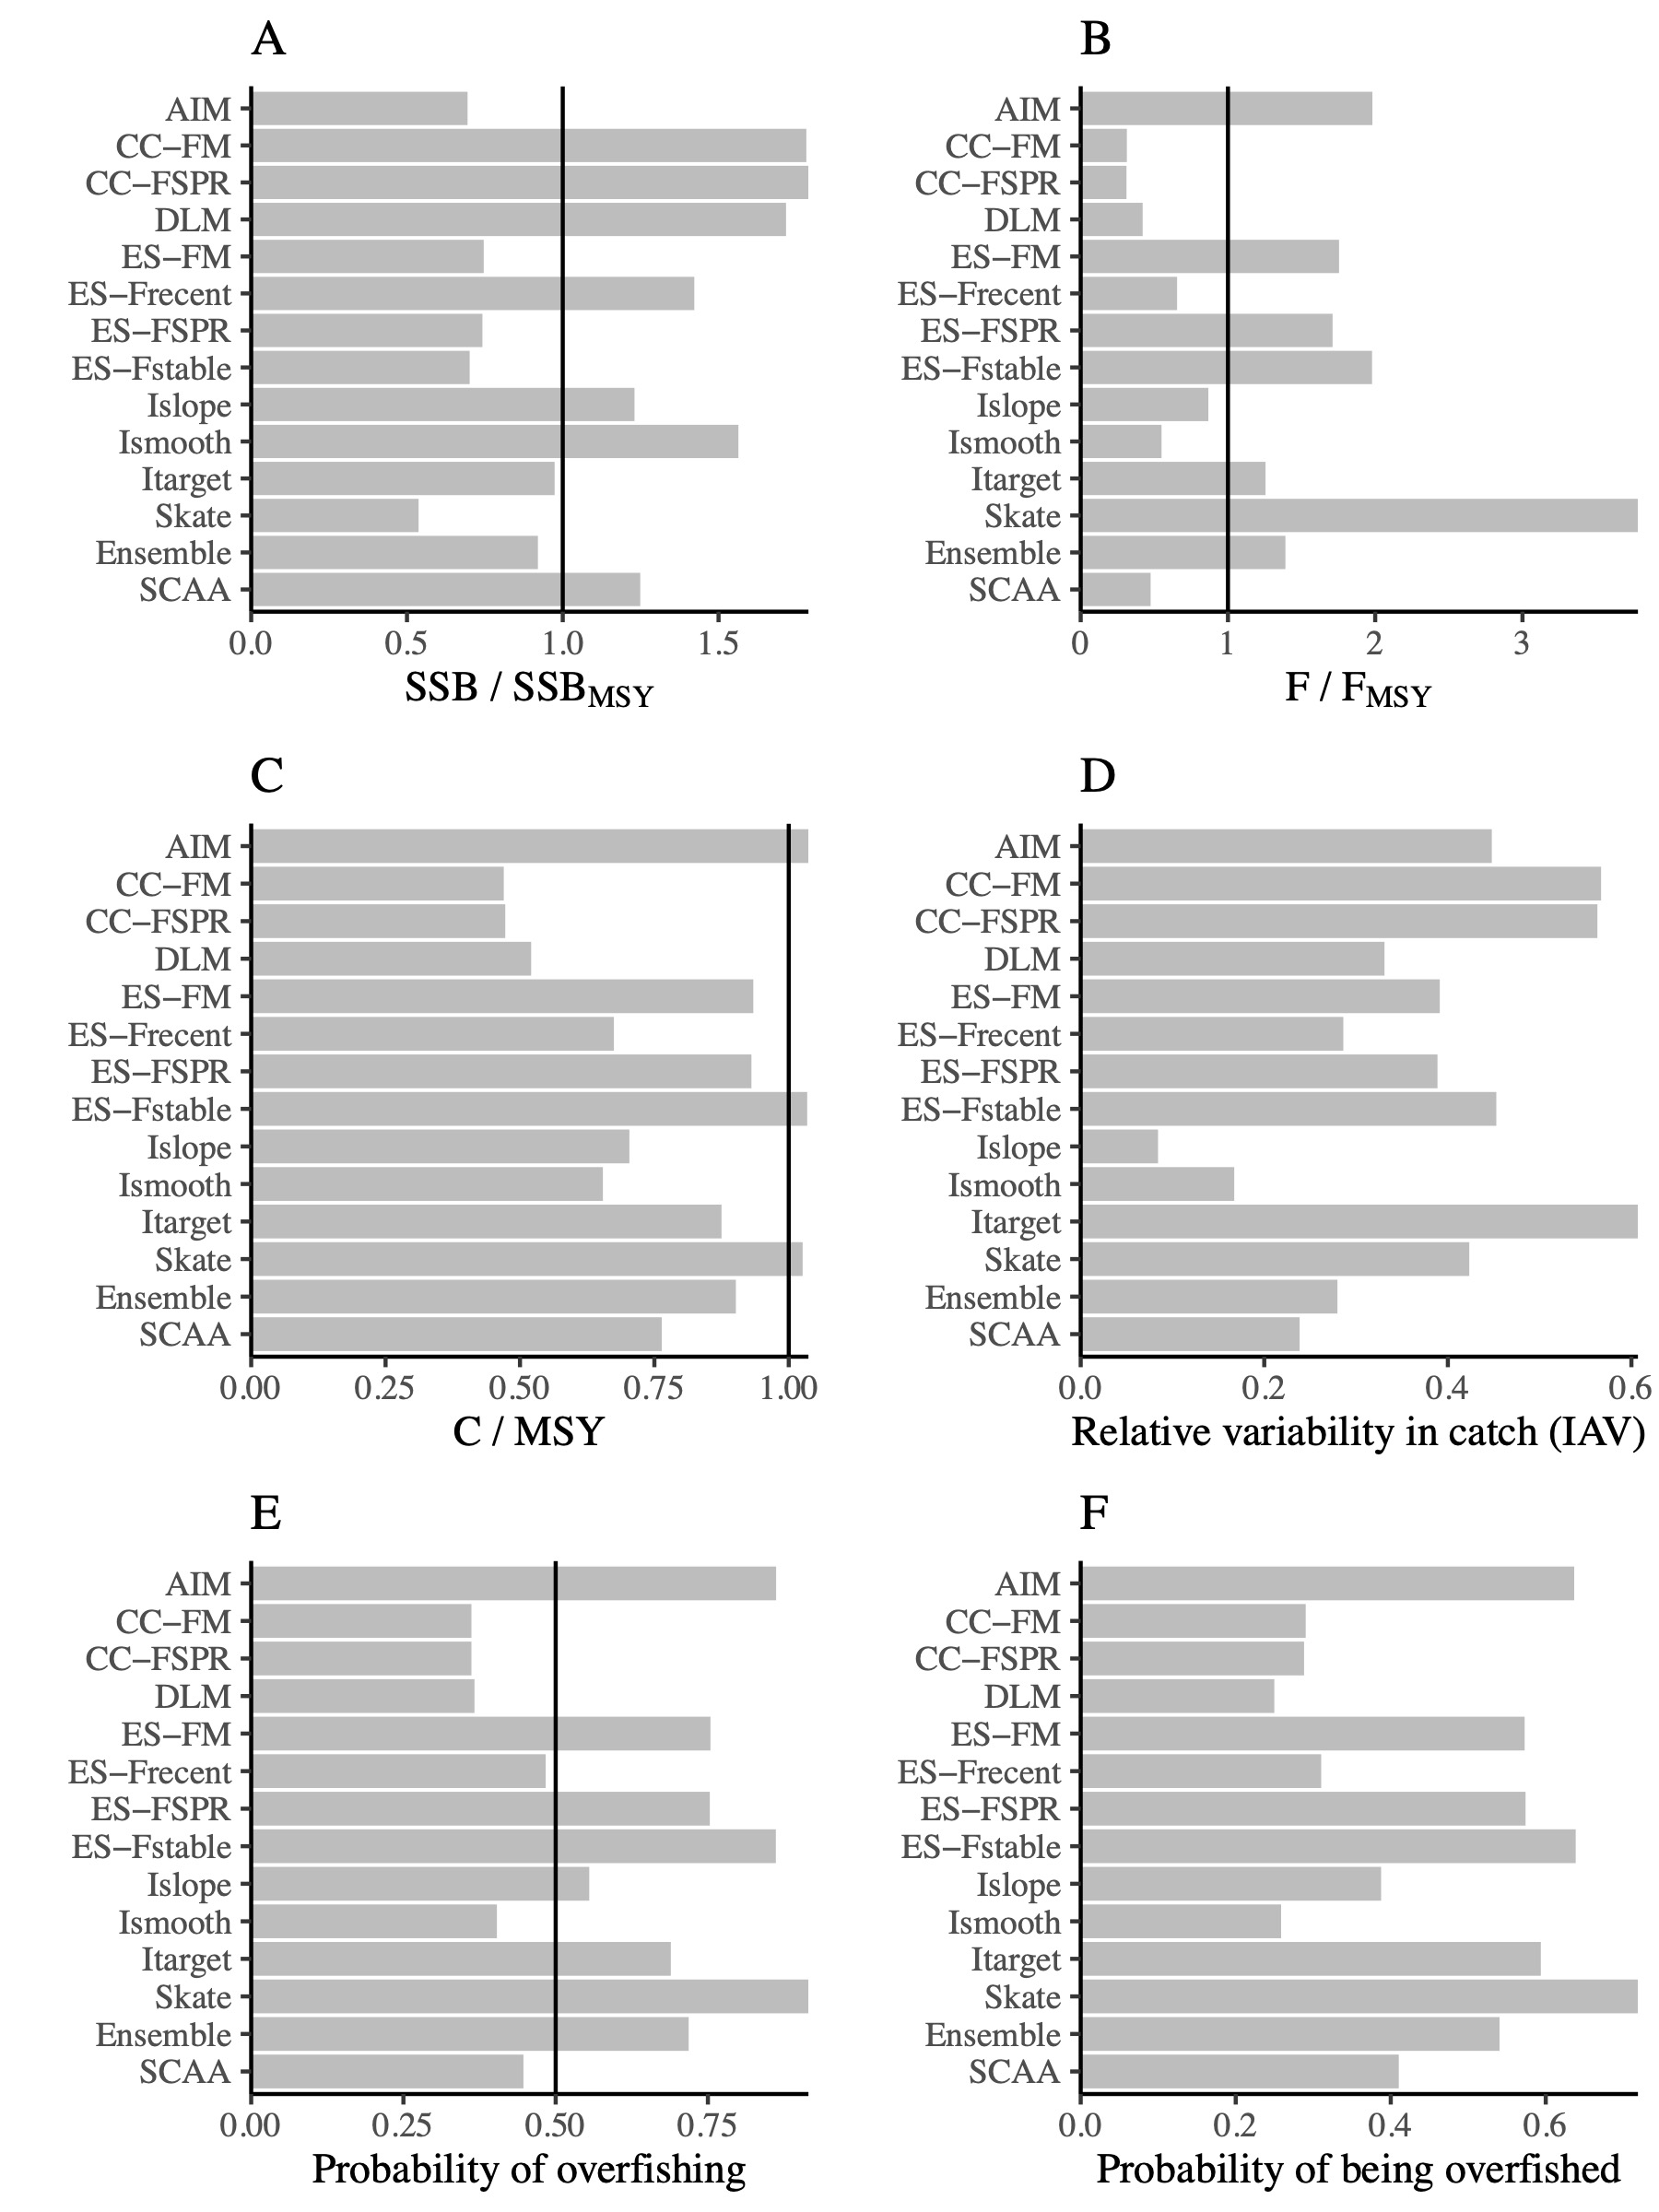 A
AIM
CC−FM
CC−FSPR
DLM
ES−FM
ES−Frecent
ES−FSPR
ES−Fstable
Islope
Ismooth
Itarget
Skate
Ensemble
SCAA
0.0 0.5 1.0 1.5
SSB / SSBMSY
B
AIM
CC−FM
CC−FSPR
DLM
ES−FM
ES−Frecent
ES−FSPR
ES−Fstable
Islope
Ismooth
Itarget
Skate
Ensemble
SCAA
0 1 2 3
F / FMSY
C
AIM
CC−FM
CC−FSPR
DLM
ES−FM
ES−Frecent
ES−FSPR
ES−Fstable
Islope
Ismooth
Itarget
Skate
Ensemble
SCAA
0.00 0.25 0.50 0.75 1.00
C / MSY
D
AIM
CC−FM
CC−FSPR
DLM
ES−FM
ES−Frecent
ES−FSPR
ES−Fstable
Islope
Ismooth
Itarget
Skate
Ensemble
SCAA
0.0 0.2 0.4 0.6
Relative variability in catch (IAV)
E
AIM
CC−FM
CC−FSPR
DLM
ES−FM
ES−Frecent
ES−FSPR
ES−Fstable
Islope
Ismooth
Itarget
Skate
Ensemble
SCAA
0.00 0.25 0.50 0.75
Probability of overfishing
F
AIM
CC−FM
CC−FSPR
DLM
ES−FM
ES−Frecent
ES−FSPR
ES−Fstable
Islope
Ismooth
Itarget
Skate
Ensemble
SCAA
0.0 0.2 0.4 0.6
Probability of being overfished